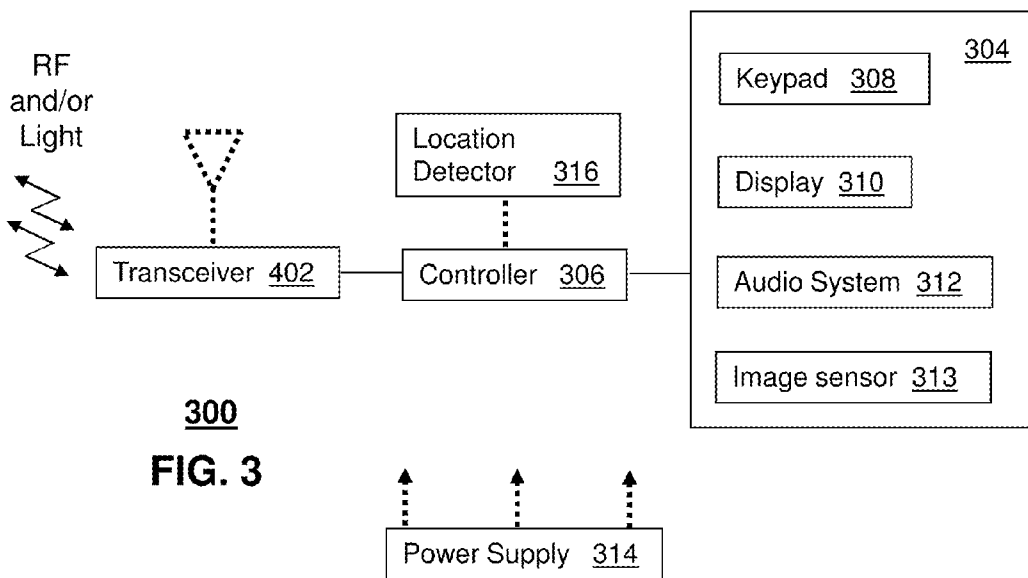 RF
and/or
Light
Transceiver 402
Location
Detector 316
Controller 306
304
Keypad 308
Display 310
Audio System 312
Image sensor 313
300
FIG. 3
Power Supply 314